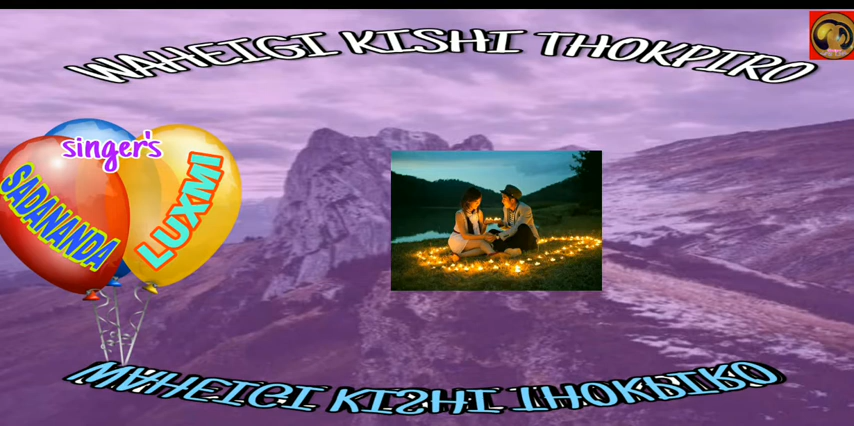 WAHEIGI KISHI THOKPIRO
singer's
SADANANDA
LUXMI
WAHEIGI KISHI THOKPIRO